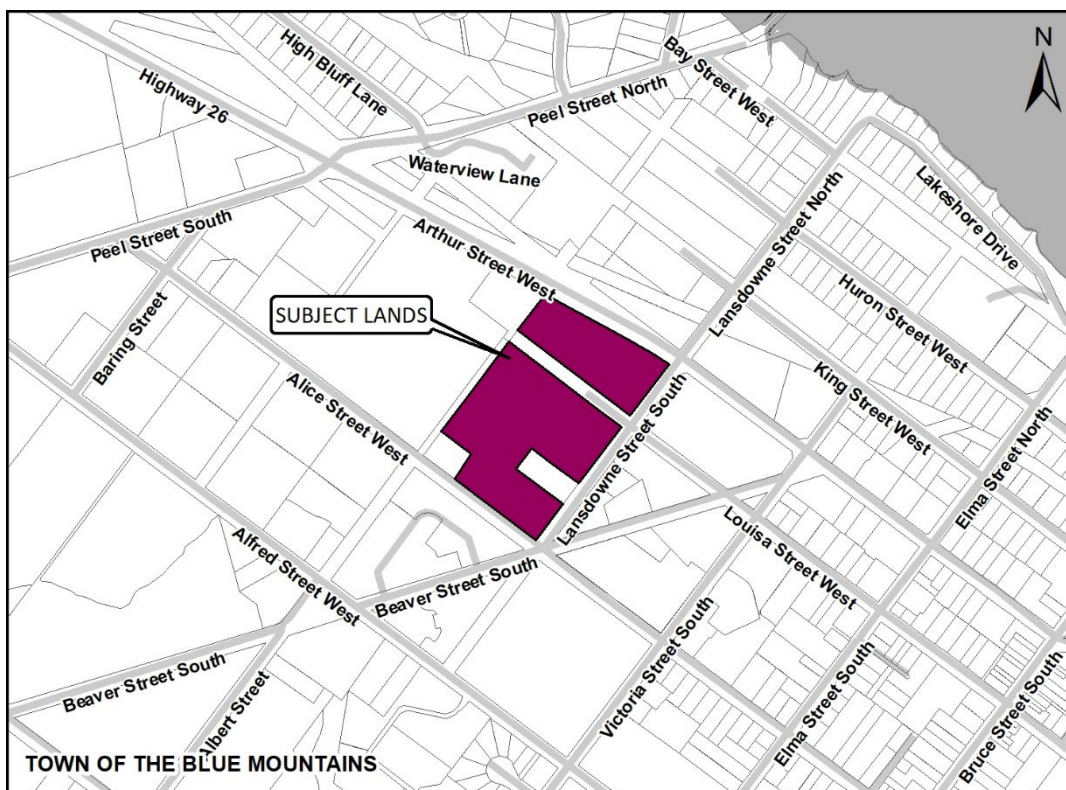 N
Bay Street West
High Bluff Lane
Highway 26
Peel Street North
Waterview Lane
Lakeshore Drive
Lansdowne Street North
Peel Street South
Arthur Street West
Huron Street West
SUBJECT LANDS
Baring Street
King Street West
Alice Street West
Elma Street North
Lansdowne Street South
Louisa Street West
Alfred Street West
Beaver Street South
Victoria Street South
Elma Street South
Beaver Street South
Albert Street
Bruce Street South
TOWN OF THE BLUE MOUNTAINS